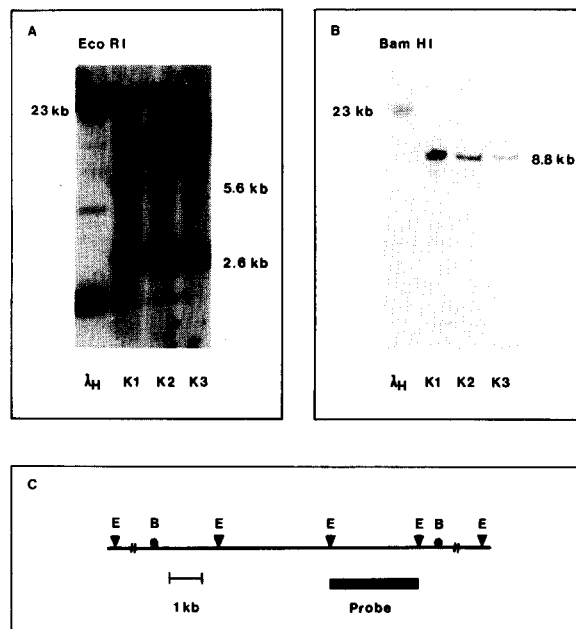 A
Eco RI
23 kb
5.6 kb
2.6 kb
λH K1 K2 K3
B
Bam HI
23 kb
8.8 kb
λH K1 K2 K3
C
E B E E E B E
1 kb Probe